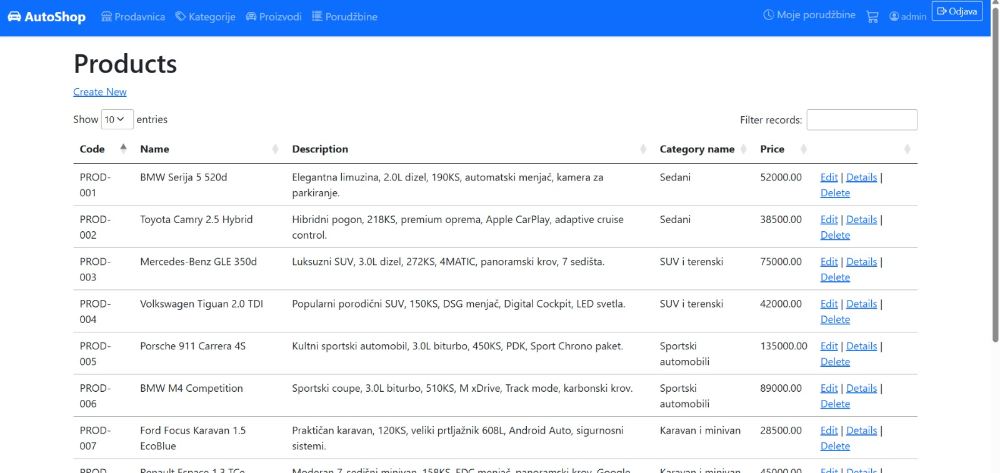 AutoShop Prodavnica Kategorije Proizvodi Porudžbine Moje porudžbine admin Odjava
Products
Create New
Show 10 entries Filter records:
Code Name Description Category name Price
PROD- BMW Serija 5 520d Elegantna limuzina, 2.0L dizel, 190KS, automatski menjač, kamera za Sedani 52000.00 Edit | Details |
001 parkiranje. Delete
PROD- Toyota Camry 2.5 Hybrid Hibridni pogon, 218KS, premium oprema, Apple CarPlay, adaptive cruise Sedani 38500.00 Edit | Details |
002 control. Delete
PROD- Mercedes-Benz GLE 350d Luksuzni SUV, 3.0L dizel, 272KS, 4MATIC, panoramski krov, 7 sedišta. SUV i terenski 75000.00 Edit | Details |
003 Delete
PROD- Volkswagen Tiguan 2.0 TDI Popularni porodični SUV, 150KS, DSG menjač, Digital Cockpit, LED svetla. SUV i terenski 42000.00 Edit | Details |
004 Delete
PROD- Porsche 911 Carrera 4S Kultni sportski automobil, 3.0L biturbo, 450KS, PDK, Sport Chrono paket. Sportski 135000.00 Edit | Details |
005 automobili Delete
PROD- BMW M4 Competition Sportski coupe, 3.0L biturbo, 510KS, M xDrive, Track mode, karbonski krov. Sportski 89000.00 Edit | Details |
006 automobili Delete
PROD- Ford Focus Karavan 1.5 Praktičan karavan, 120KS, veliki prtljažnik 608L, Android Auto, sigurnosni Karavan i minivan 28500.00 Edit | Details |
007 EcoBlue sistemi. Delete
PROD- Renault Espace 1.3 TCe Moderan 7-sedišni minivan, 158KS, EDC menjač, panoramski krov, Google Karavan i minivan 45000.00 Edit | Details |